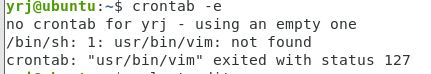 yrj@ubuntu:~$ crontab -e
no crontab for yrj - using an empty one
/bin/sh: 1: usr/bin/vim: not found
crontab: "usr/bin/vim" exited with status 127